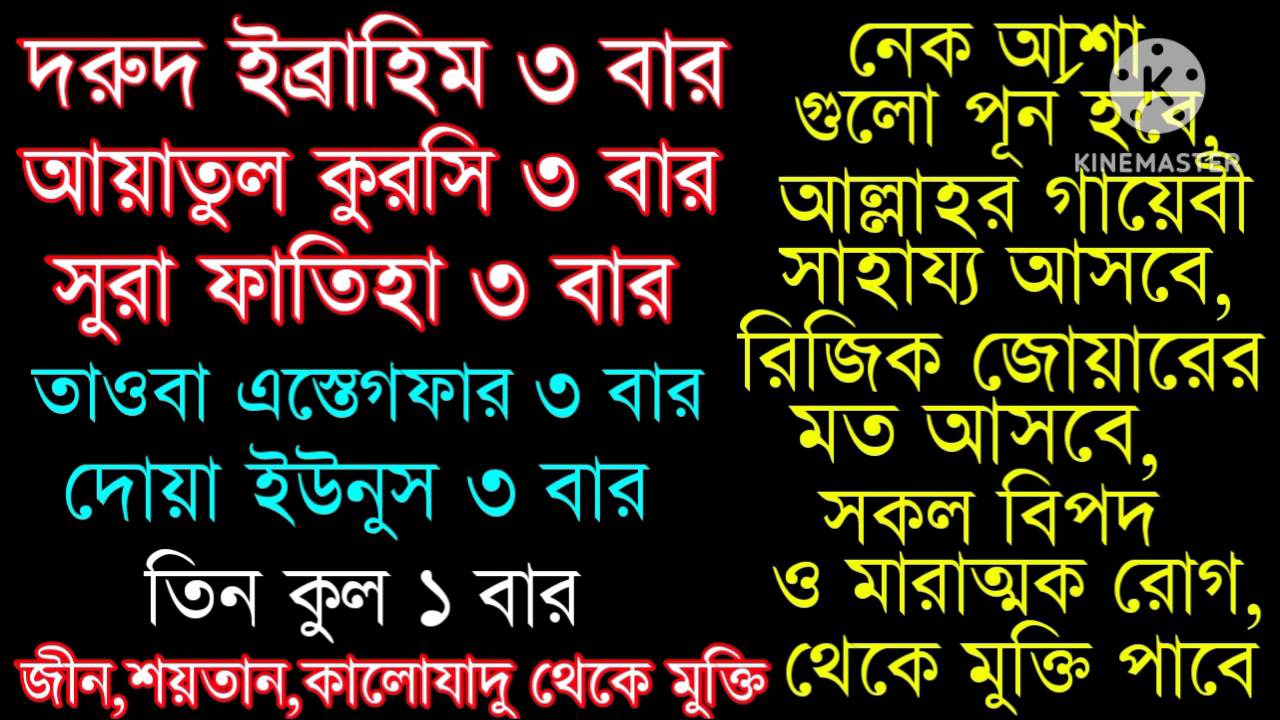 দরুদ ইব্রাহিম ৩ বার
আয়াতুল কুরসি ৩ বার
সুরা ফাতিহা ৩ বার
তাওবা এস্তেগফার ৩ বার
দোয়া ইউনুস ৩ বার
তিন কুল ১ বার
জীন,শয়তান,কালোযাদু থেকে মুক্তি
নেক আশা
গুলো পূর্ন হবে,
আল্লাহর গায়েবী
সাহায্য আসবে,
রিজিক জোয়ারের
মত আসবে,
সকল বিপদ
ও মারাত্মক রোগ,
থেকে মুক্তি পাবে
KINEMASTER